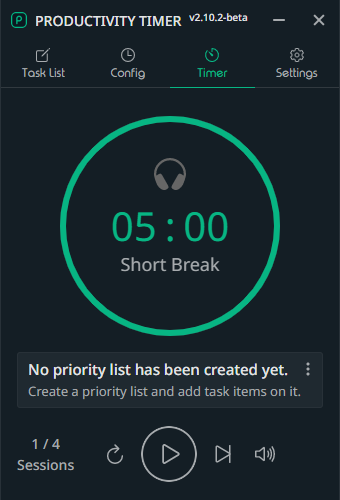 PRODUCTIVITY TIMER v2.10.2-beta
Task List Config Timer Settings
05 : 00
Short Break
No priority list has been created yet.
Create a priority list and add task items on it.
1 / 4
Sessions